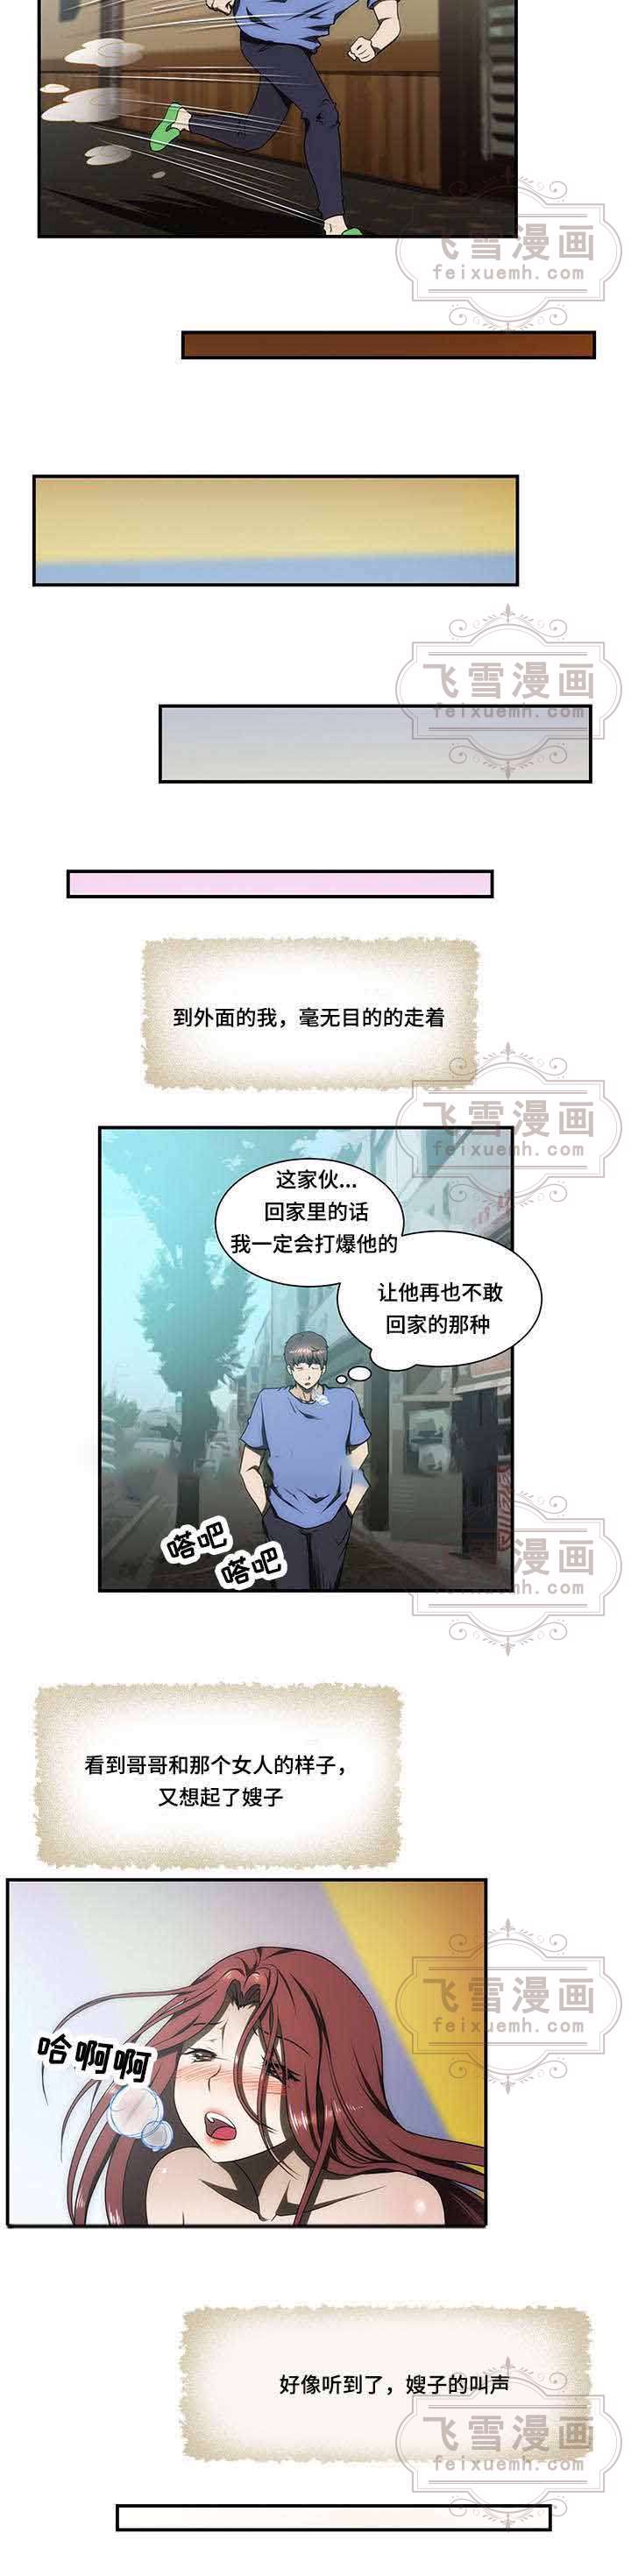 飞雪漫画
feixuemh.com
飞雪漫画
feixuemh.com
到外面的我，毫无目的的走着
飞雪漫画
feixuemh.com
这家伙...
回家里的话
我一定会打爆他的
让他再也不敢
回家的那种
嗒吧
嗒吧
雪漫画
feixuemh.com
看到哥哥和那个女人的样子，
又想起了嫂子
飞雪漫画
feixuemh.com
哈啊啊
好像听到了，嫂子的叫声
飞雪漫画
feixuemh.com